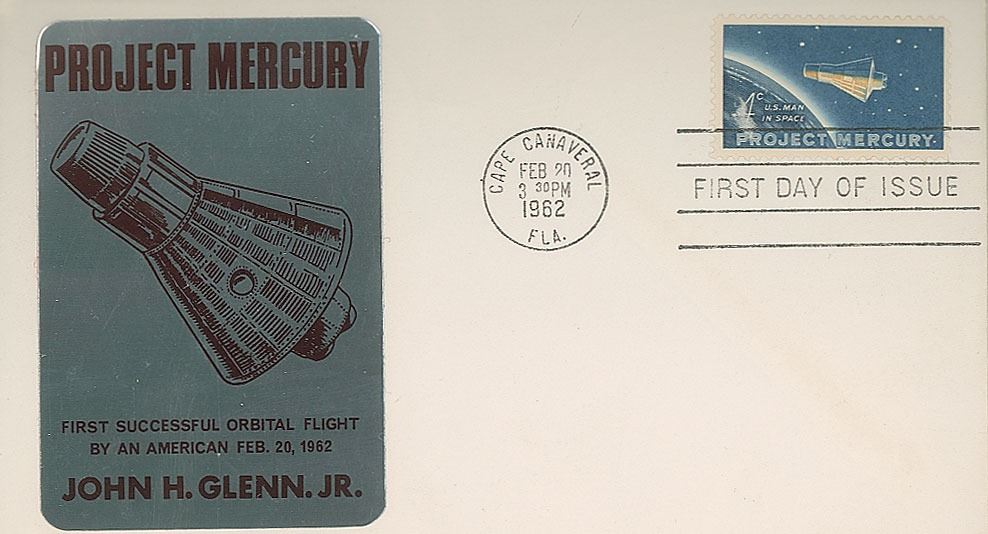 PROJECT MERCURY
FIRST SUCCESSFUL ORBITAL FLIGHT
BY AN AMERICAN FEB. 20, 1962
JOHN H. GLENN. JR.
CAPE CANAVERAL
FEB 20
3 30PM
1962
FLA.
4c
U.S. MAN
IN SPACE
PROJECT MERCURY
FIRST DAY OF ISSUE